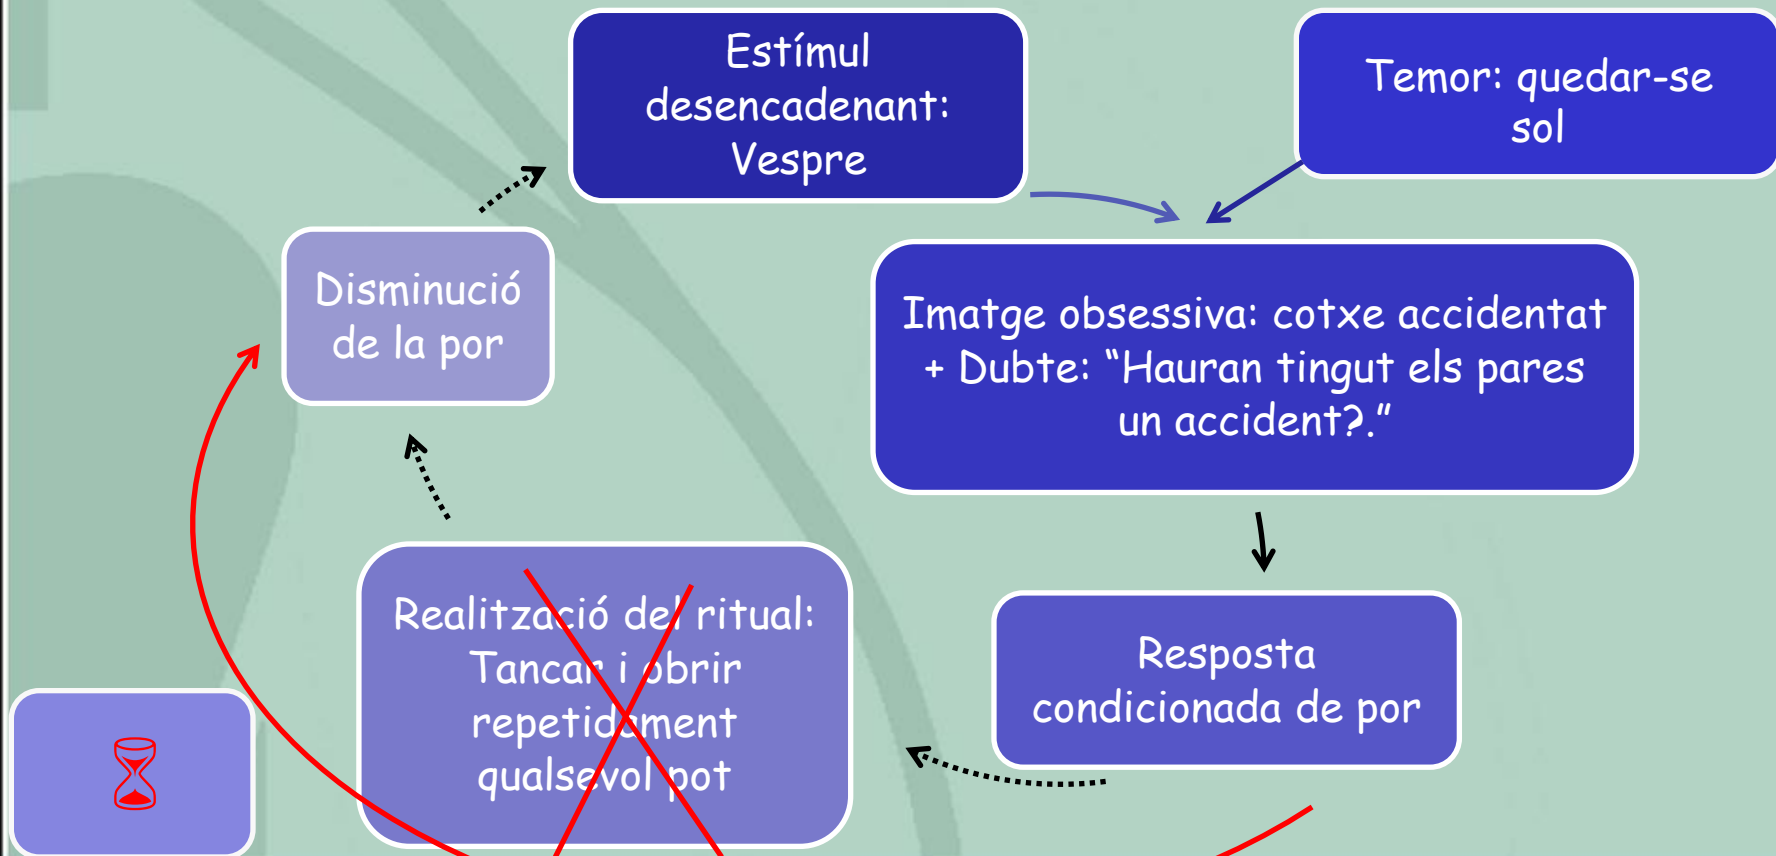 Estímul
desencadenant:
Vespre
Temor: quedar-se
sol
Imatge obsessiva: cotxe accidentat
+ Dubte: “Hauran tingut els pares
un accident?.”
Resposta
condicionada de por
Realització del ritual:
Tancar i obrir
repetidament
qualsevol pot
Disminució
de la por